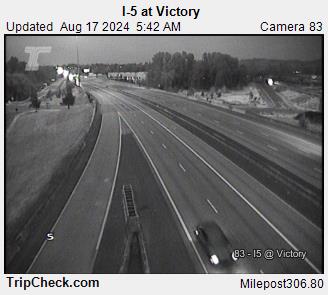 I-5 at Victory
Updated Aug 17 2024 5:42 AM Camera 83
S
83 - I5 @ Victory
TripCheck.com Milepost306.80